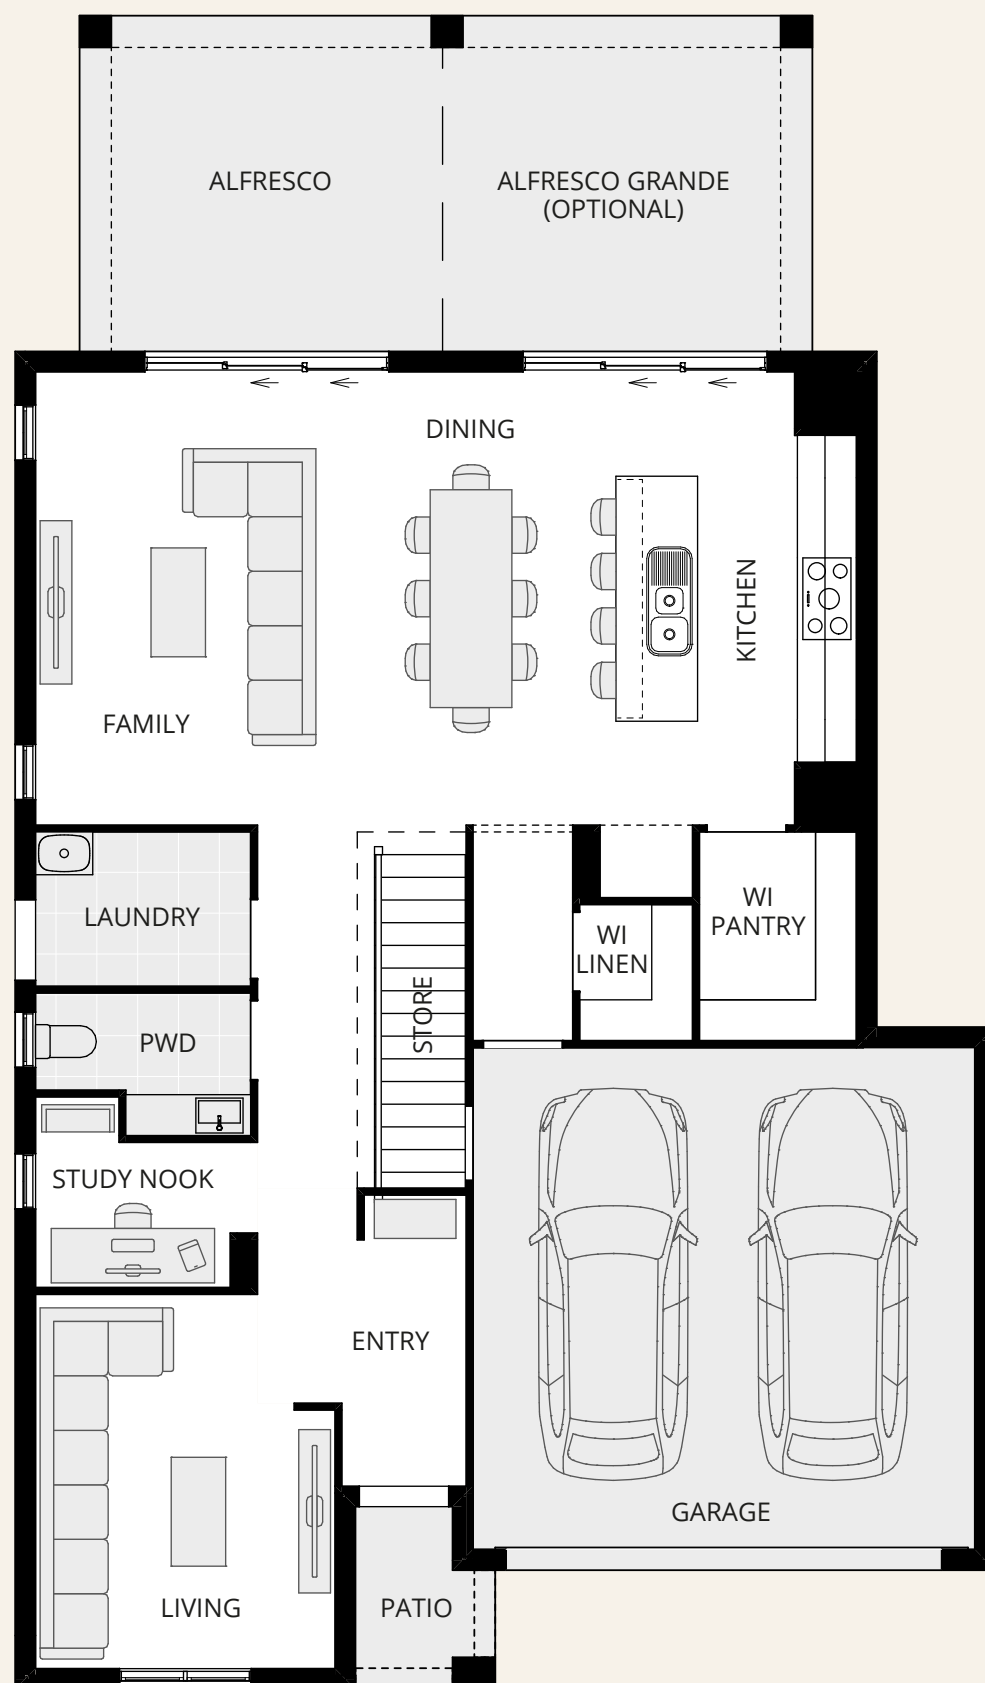 ALFRESCO
ALFRESCO GRANDE
(OPTIONAL)
DINING
KITCHEN
FAMILY
LAUNDRY
WI
PANTRY
WI
LINEN
STORE
PWD
STUDY NOOK
ENTRY
GARAGE
LIVING
PATIO